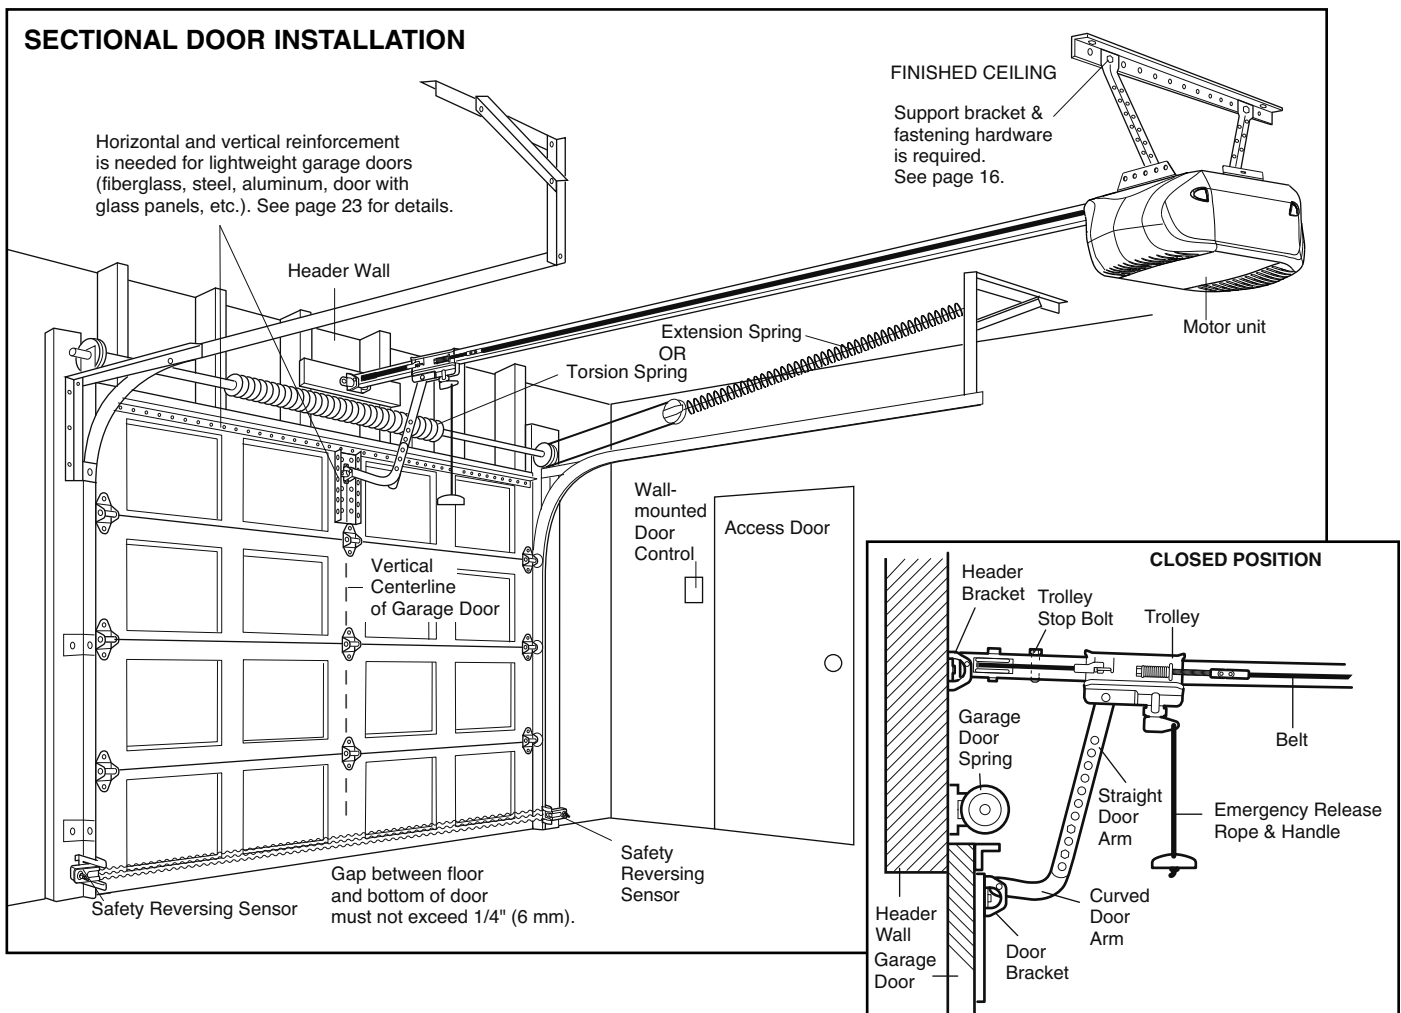 SECTIONAL DOOR INSTALLATION
FINISHED CEILING
Support bracket &
fastening hardware
is required.
See page 16.
Horizontal and vertical reinforcement
is needed for lightweight garage doors
(fiberglass, steel, aluminum, door with
glass panels, etc.). See page 23 for details.
Header Wall
Motor unit
Extension Spring
OR
Torsion Spring
Wall-
mounted
Door
Control
Access Door
Vertical
Centerline
of Garage Door
Safety
Reversing
Sensor
Gap between floor
and bottom of door
must not exceed 1/4" (6 mm).
Safety Reversing Sensor
CLOSED POSITION
Header
Bracket
Trolley
Stop Bolt
Trolley
Garage
Door
Spring
Belt
Straight
Door
Arm
Emergency Release
Rope & Handle
Curved
Door
Arm
Header
Wall
Garage
Door
Door
Bracket